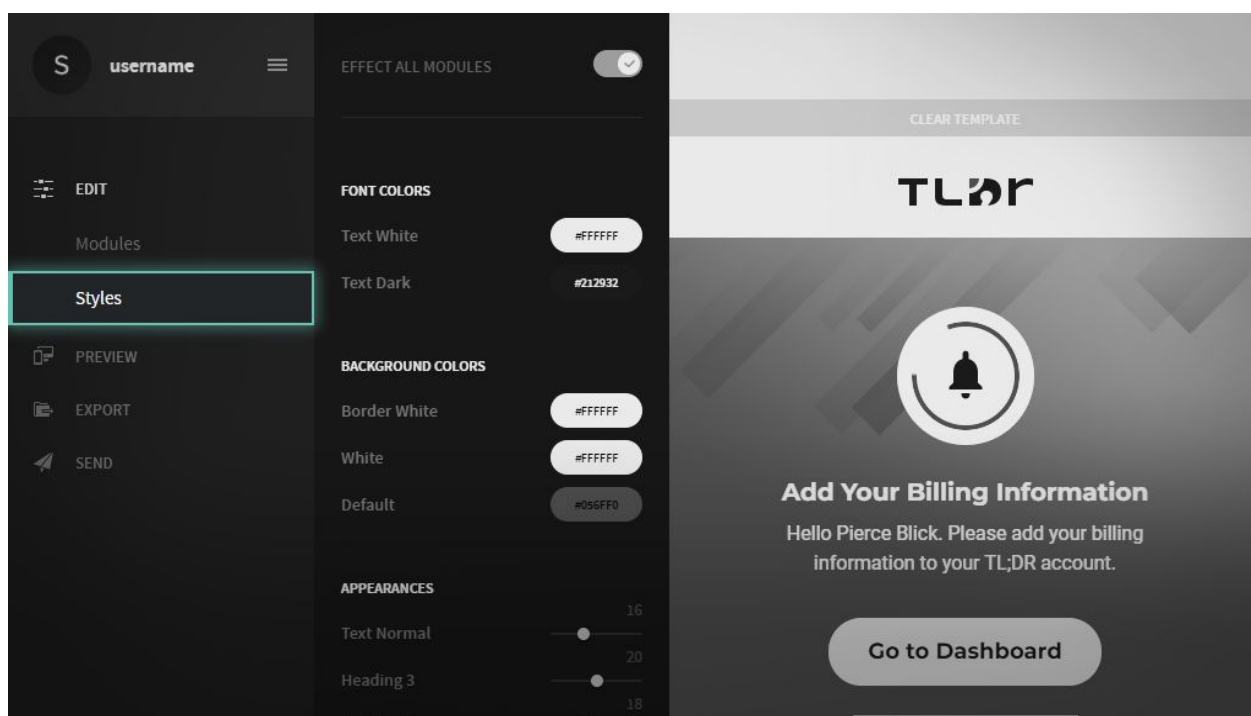 S username
EFFECT ALL MODULES
CLEAR TEMPLATE
TLDR
EDIT
Modules
Styles
PREVIEW
EXPORT
SEND
FONT COLORS
Text White #FFFFFF
Text Dark #212932
BACKGROUND COLORS
Border White #FFFFFF
White #FFFFFF
Default #056FF0
APPEARANCES
16
Text Normal
20
Heading 3
18
Add Your Billing Information
Hello Pierce Blick. Please add your billing
information to your TL;DR account.
Go to Dashboard